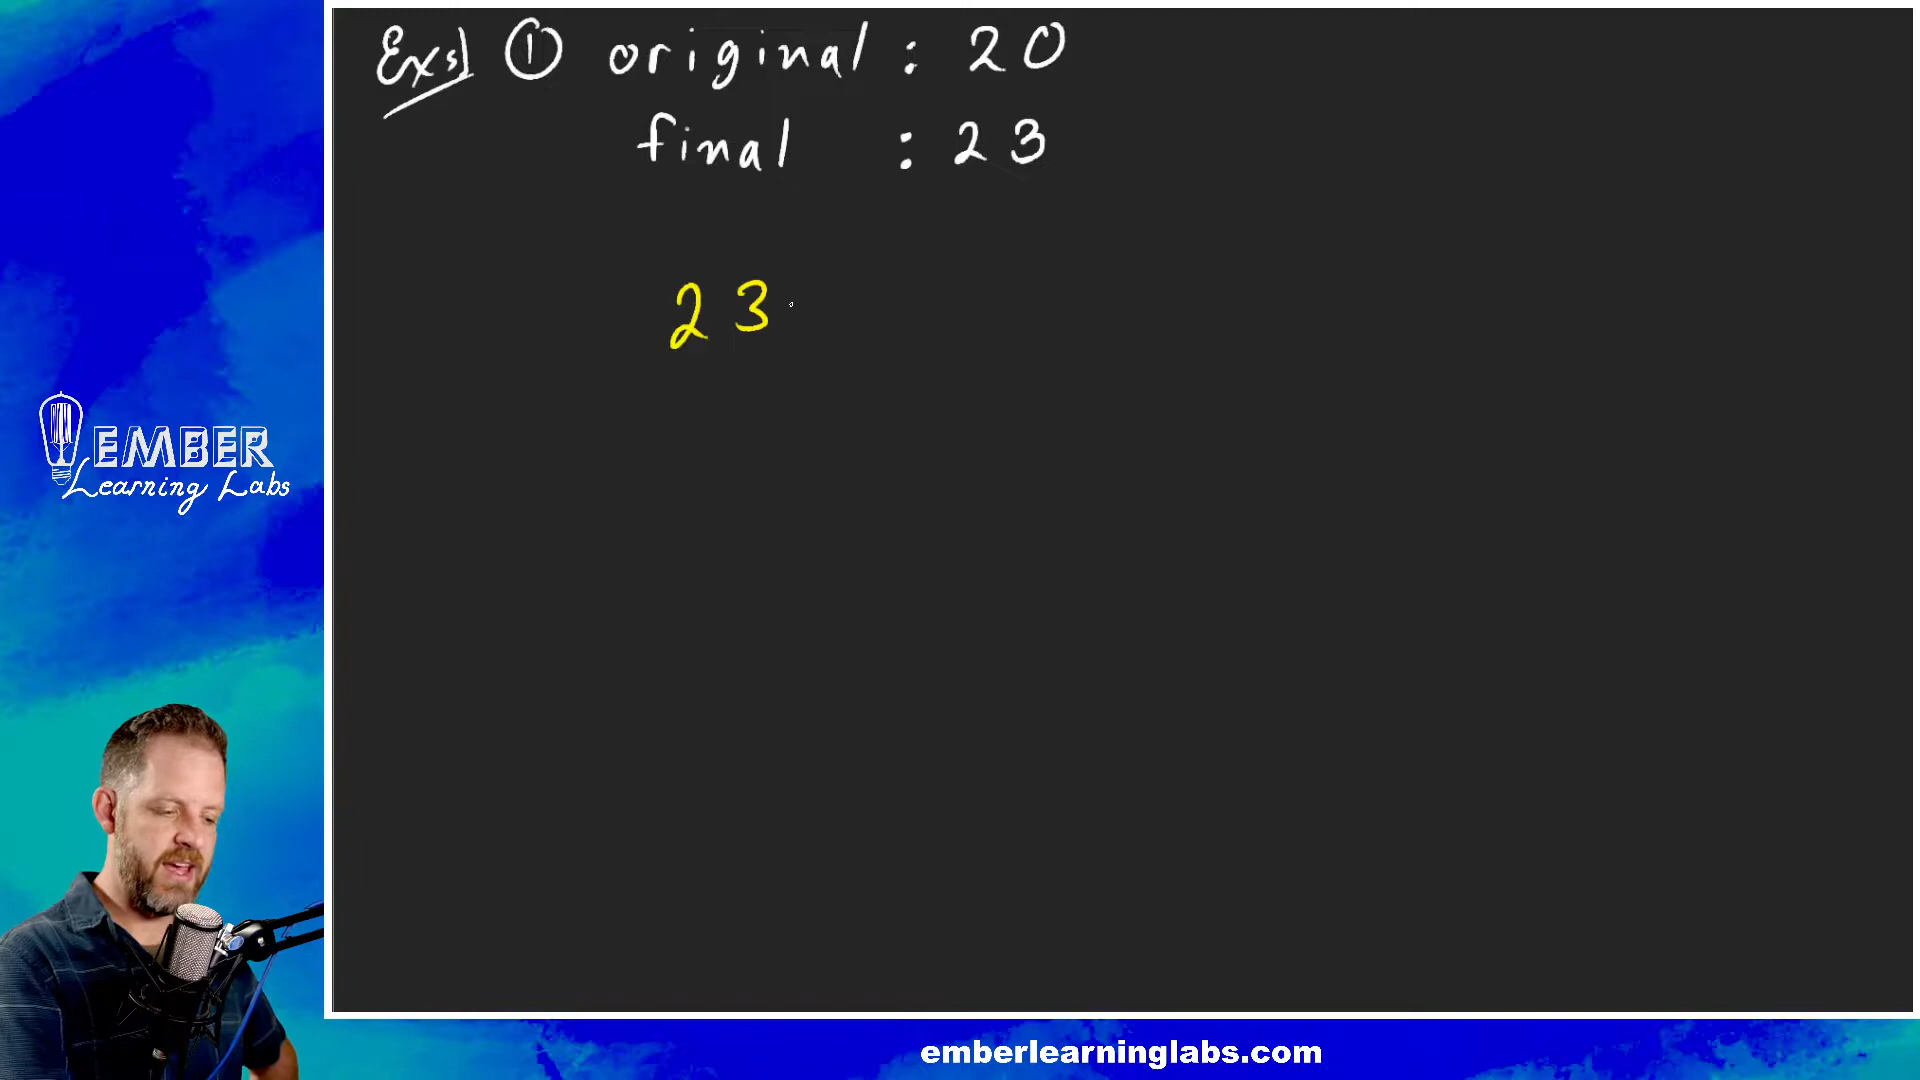 Exs) ① original : 20
final : 23
23
EMBER
Learning Labs
emberlearninglabs.com